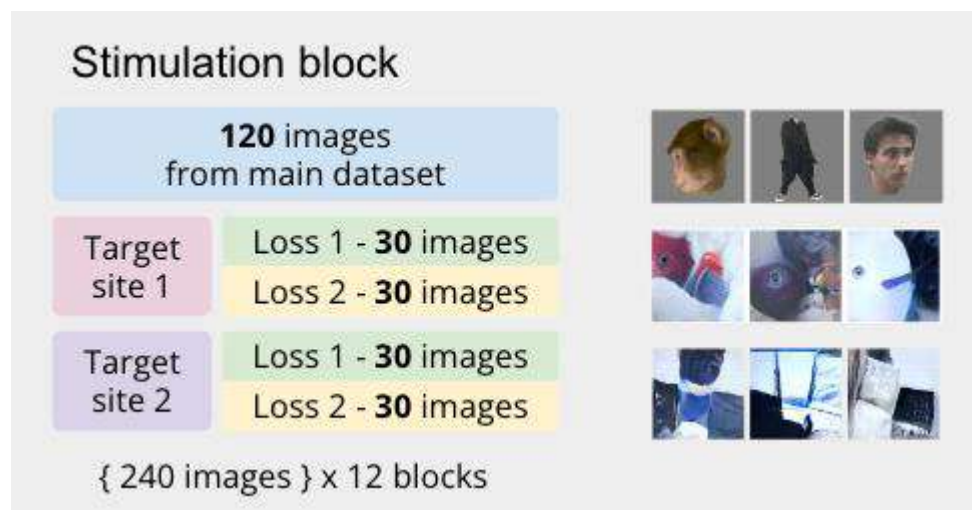 Stimulation block
120 images
from main dataset
Target
site 1
Loss 1 - 30 images
Loss 2 - 30 images
Target
site 2
Loss 1 - 30 images
Loss 2 - 30 images
{ 240 images } x 12 blocks